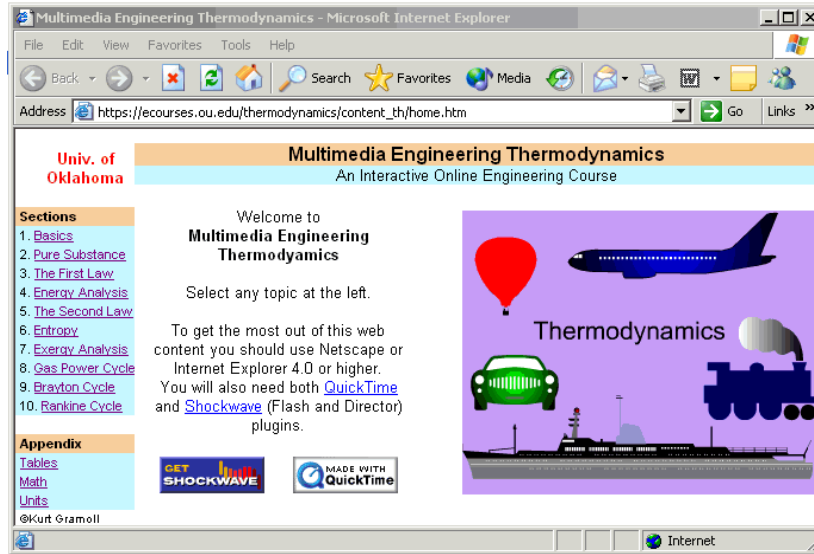 Multimedia Engineering Thermodynamics - Microsoft Internet Explorer
File Edit View Favorites Tools Help
Back Search Favorites Media
Address https://ecourses.ou.edu/thermodynamics/content_th/home.htm Go Links »
Univ. of
Oklahoma
Multimedia Engineering Thermodynamics
An Interactive Online Engineering Course
Sections
1. Basics
2. Pure Substance
3. The First Law
4. Energy Analysis
5. The Second Law
6. Entropy
7. Exergy Analysis
8. Gas Power Cycle
9. Brayton Cycle
10. Rankine Cycle
Appendix
Tables
Math
Units
©Kurt Gramoll
Welcome to
Multimedia Engineering
Thermodyamics
Select any topic at the left.
To get the most out of this web
content you should use Netscape or
Internet Explorer 4.0 or higher.
You will also need both QuickTime
and Shockwave (Flash and Director)
plugins.
GET
SHOCKWAVE
MADE WITH
QuickTime
Thermodynamics
Internet